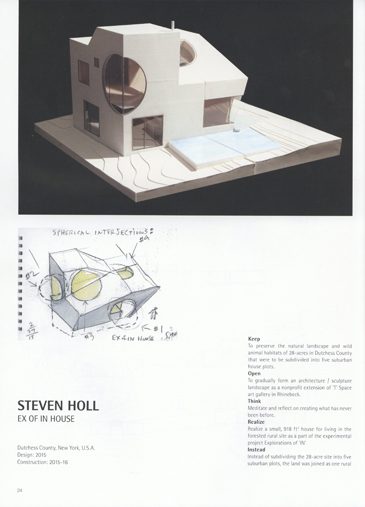 SPHERICAL INTERSECTIONS:
#4
#2
#1
#3
EX of IN HOUSE
Keep
To preserve the natural landscape and wild
animal habitats of 28-acres in Dutchess County
that were to be subdivided into five suburban
house plots.
Open
To gradually form an architecture / sculpture
landscape as a nonprofit extension of 'T' Space
art gallery in Rhinebeck.
Think
Meditate and reflect on creating what has never
been before.
Realize
Realize a small, 918 ft² house for living in the
forested rural site as a part of the experimental
project Explorations of 'IN'.
Instead
Instead of subdividing the 28-acre site into five
suburban plots, the land was joined as one rural
STEVEN HOLL
EX OF IN HOUSE
Dutchess County, New York, U.S.A.
Design: 2015
Construction: 2015-16
24